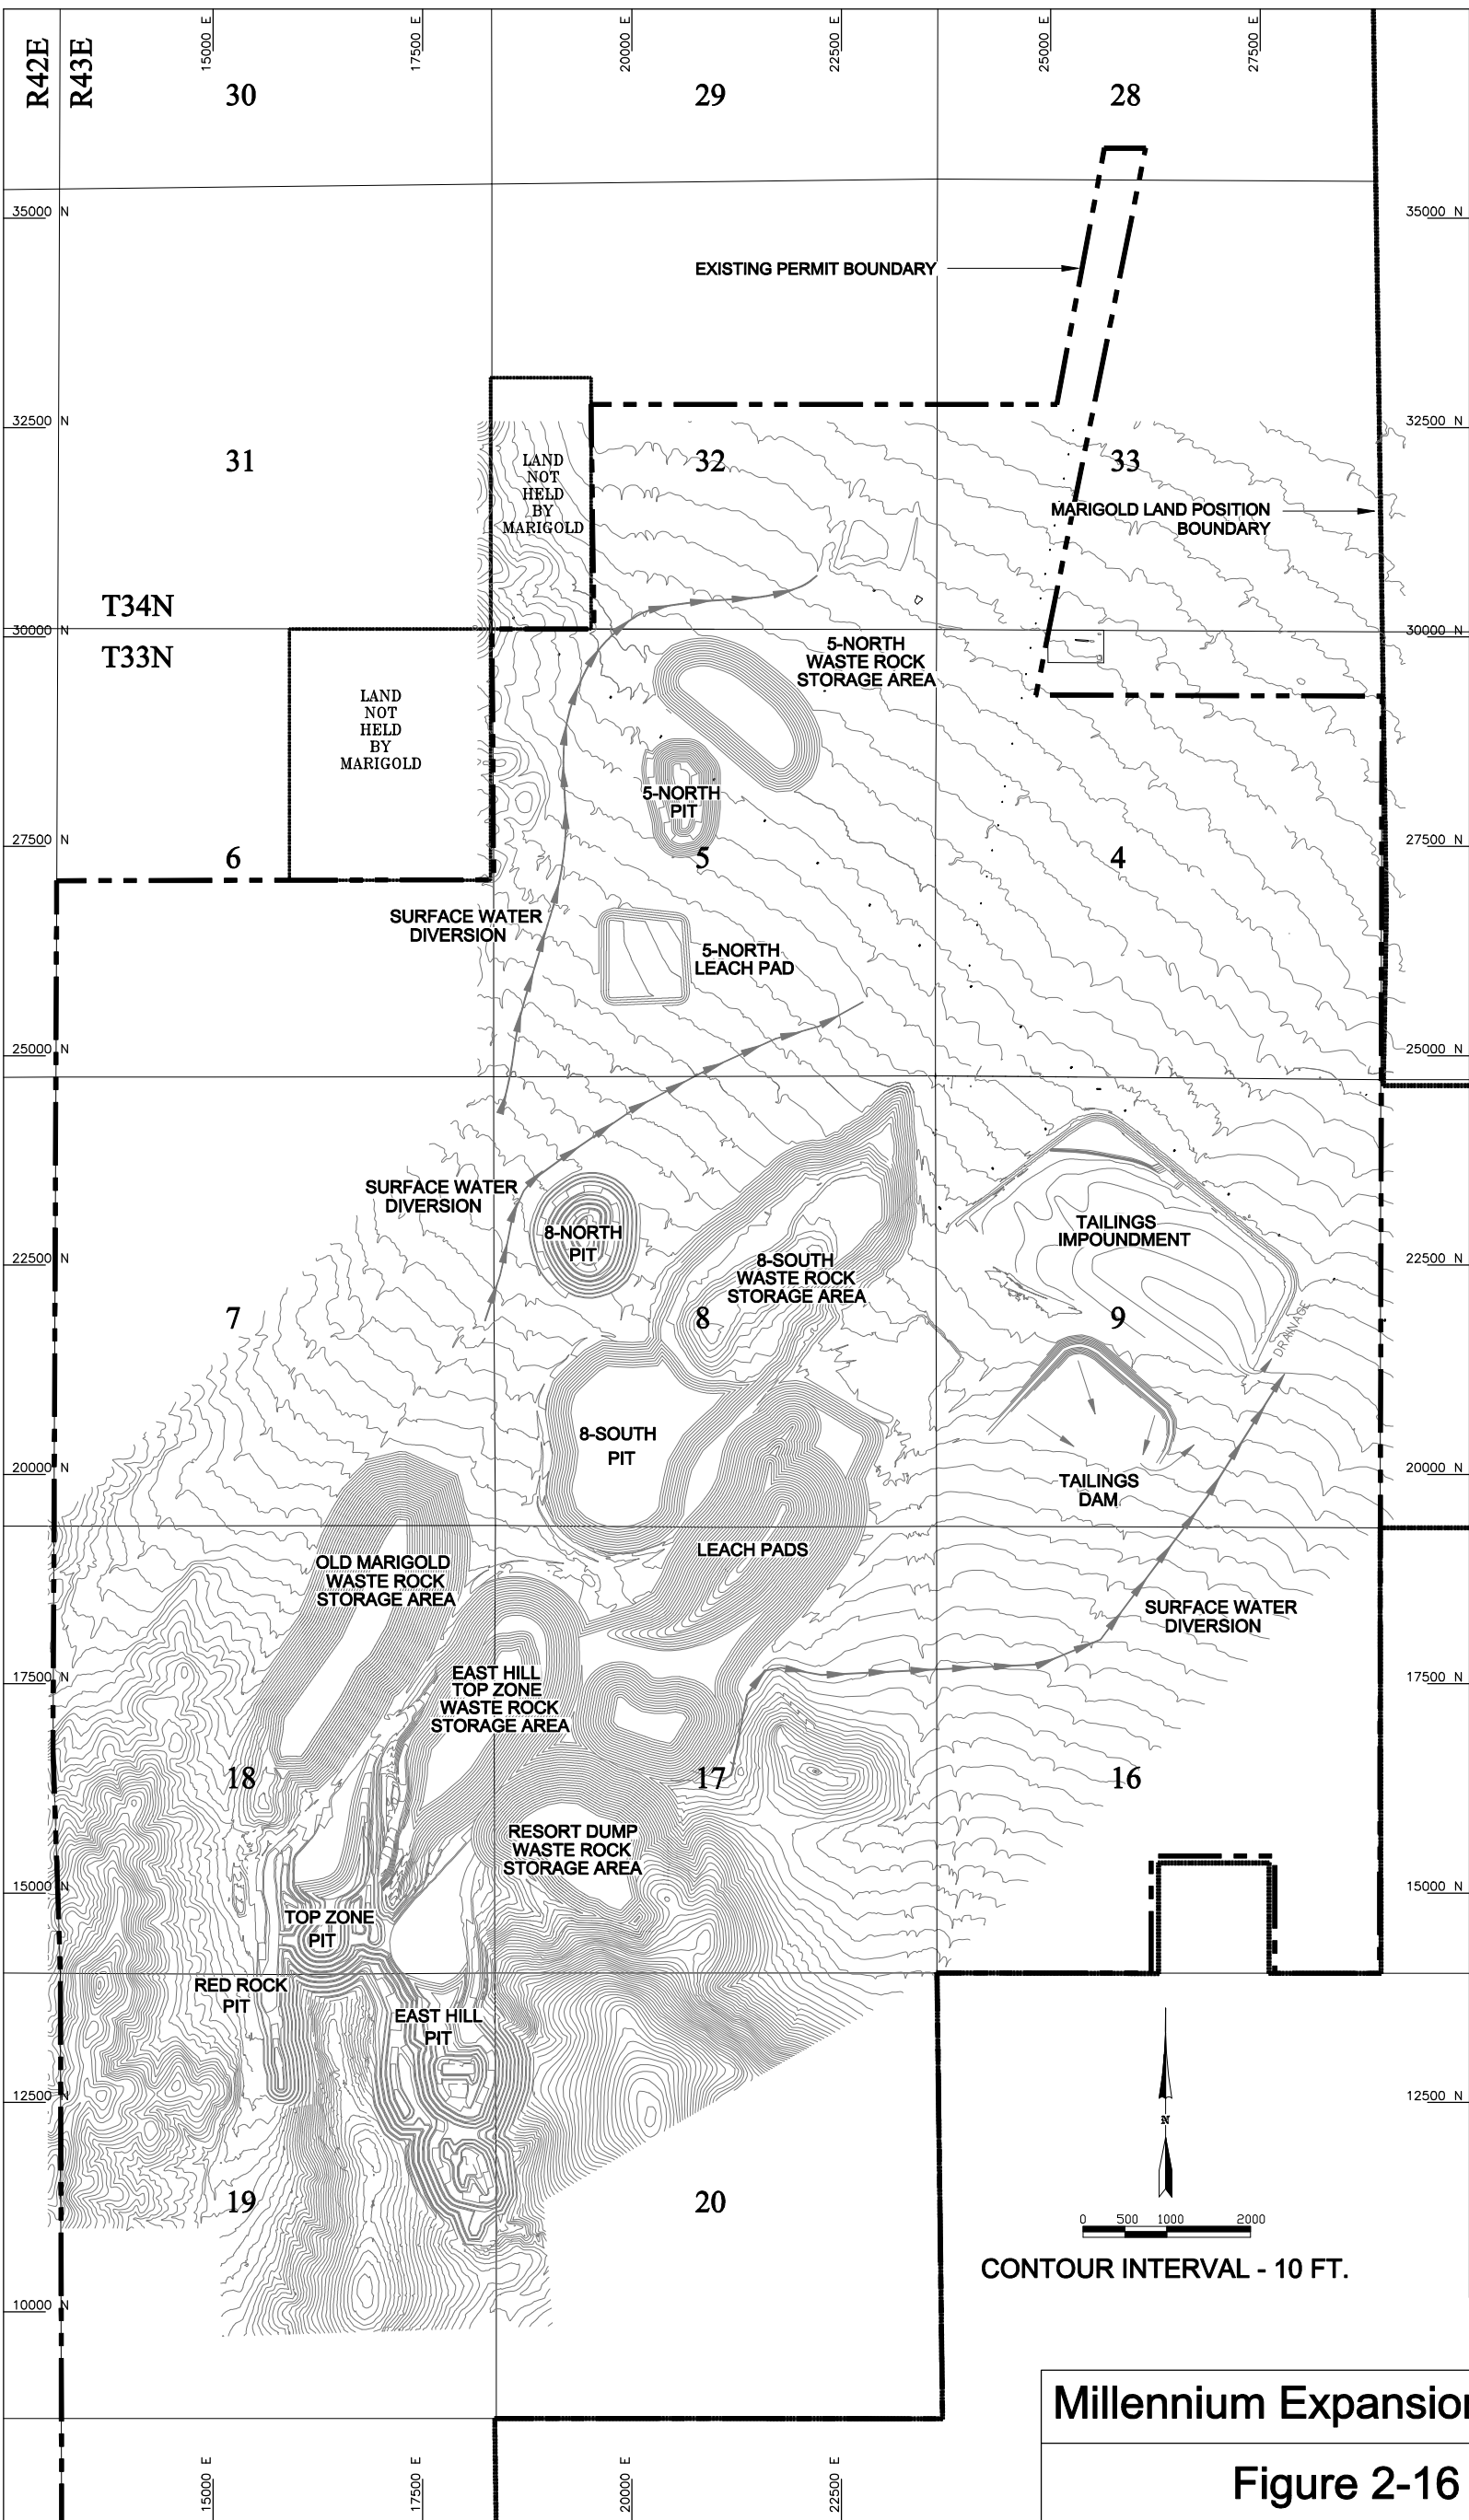 R42E
R43E
15000 E
17500 E
20000 E
22500 E
25000 E
27500 E
30
29
28
35000 N
35000 N
EXISTING PERMIT BOUNDARY
32500 N
32500 N
31
LAND
NOT
HELD
BY
MARIGOLD
32
33
MARIGOLD LAND POSITION
BOUNDARY
T34N
30000 N
30000 N
T33N
5-NORTH
WASTE ROCK
STORAGE AREA
LAND
NOT
HELD
BY
MARIGOLD
5-NORTH
PIT
27500 N
27500 N
6
5
4
SURFACE WATER
DIVERSION
5-NORTH
LEACH PAD
25000 N
25000 N
SURFACE WATER
DIVERSION
8-NORTH
PIT
TAILINGS
IMPOUNDMENT
22500 N
22500 N
8-SOUTH
WASTE ROCK
STORAGE AREA
7
8
9
DRAINAGE
8-SOUTH
PIT
20000 N
20000 N
TAILINGS
DAM
LEACH PADS
OLD MARIGOLD
WASTE ROCK
STORAGE AREA
SURFACE WATER
DIVERSION
17500 N
17500 N
EAST HILL
TOP ZONE
WASTE ROCK
STORAGE AREA
18
17
16
RESORT DUMP
WASTE ROCK
STORAGE AREA
15000 N
15000 N
TOP ZONE
PIT
RED ROCK
PIT
EAST HILL
PIT
12500 N
12500 N
N
19
20
0 500 1000 2000
CONTOUR INTERVAL - 10 FT.
10000 N
Millennium Expansion
15000 E
17500 E
20000 E
22500 E
Figure 2-16